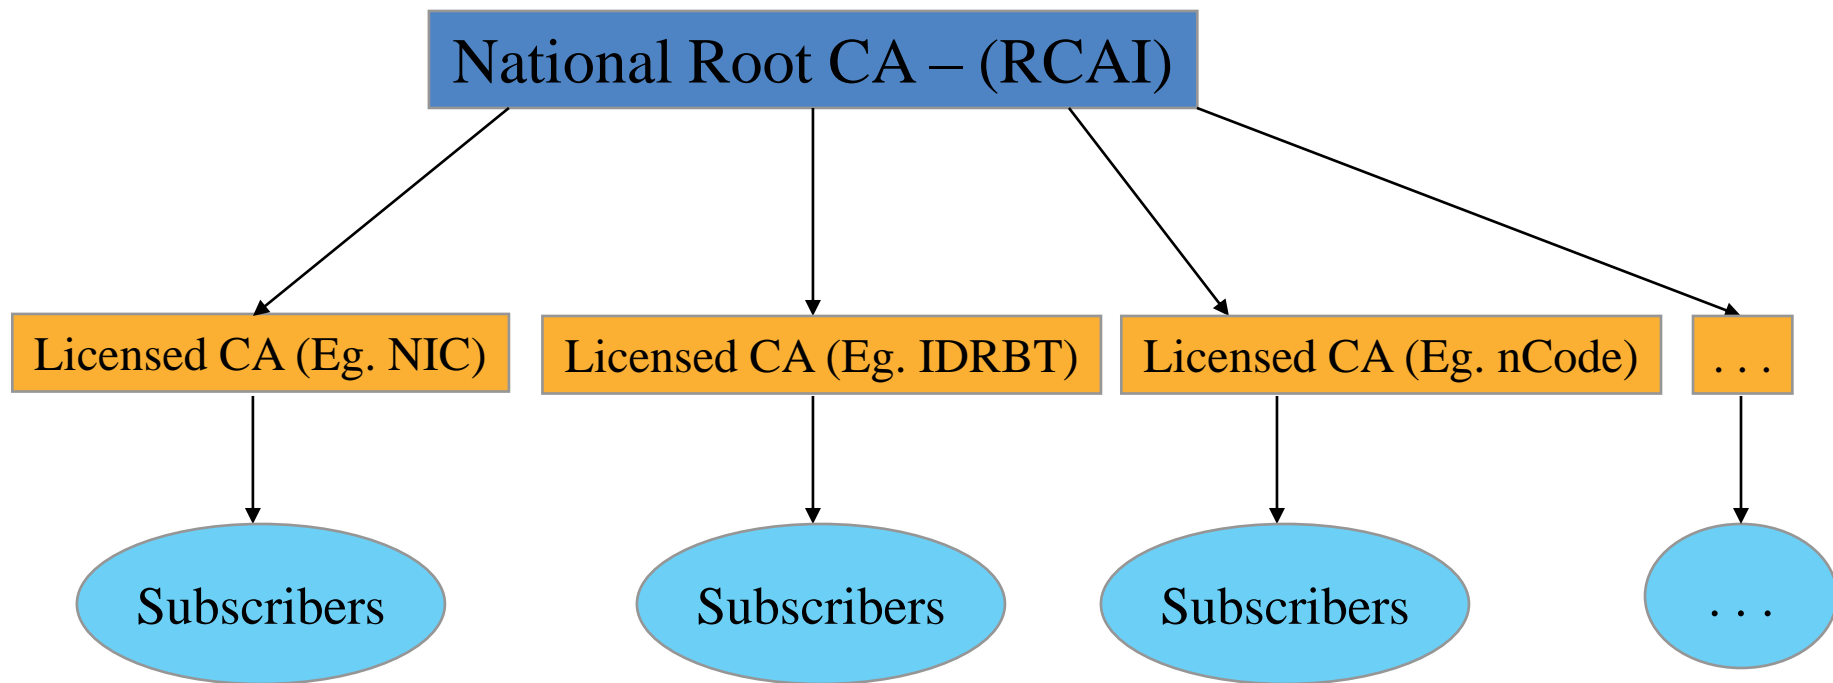 National Root CA – (RCAI)
Licensed CA (Eg. NIC)
Licensed CA (Eg. IDRBT)
Licensed CA (Eg. nCode)
. . .
Subscribers
Subscribers
Subscribers
. . .